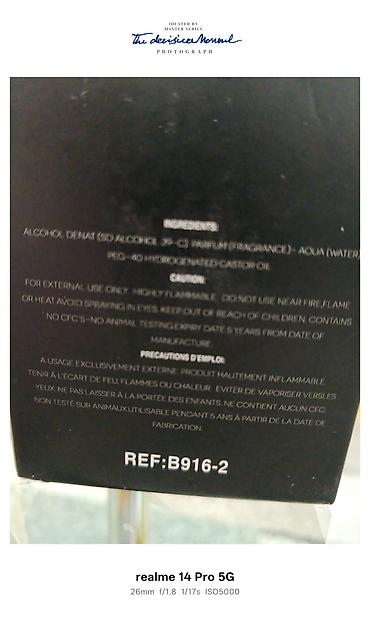 IDEATED BY
MASTER SERIES
The decisive Moment
PHOTOGRAPH
INGREDIENTS:
ALCOHOL DENAT (SD ALCOHOL 39-C) PARFUM (FRAGRANCE)- AQUA (WATER)
PEG-40 HYDROGENATED CASTOR OIL
CAUTION:
FOR EXTERNAL USE ONLY. HIGHLY FLAMMABLE. DO NOT USE NEAR FIRE,FLAME
OR HEAT AVOID SPRAYING IN EYES. KEEP OUT OF REACH OF CHILDREN. CONTAINS
NO CFC'S-NO ANIMAL TESTING.EXPIRY DATE 5 YEARS FROM DATE OF
MANUFACTURE.
PRECAUTIONS D'EMPLOI:
A USAGE EXCLUSIVEMENT EXTERNE. PRODUIT HAUTEMENT INFLAMMABLE.
TENIR À L'ÉCART DE FEU, FLAMMES OU CHALEUR. ÉVITER DE VAPORISER VERS LES
YEUX. NE PAS LAISSER À LA PORTÉE DES ENFANTS. NE CONTIENT AUCUN CFC.
NON TESTÉ SUR ANIMAUX.UTILISABLE PENDANT 5 ANS À PARTIR DE LA DATE DE
FABRICATION.
REF:B916-2
realme 14 Pro 5G
26mm f/1.8 1/17s ISO5000